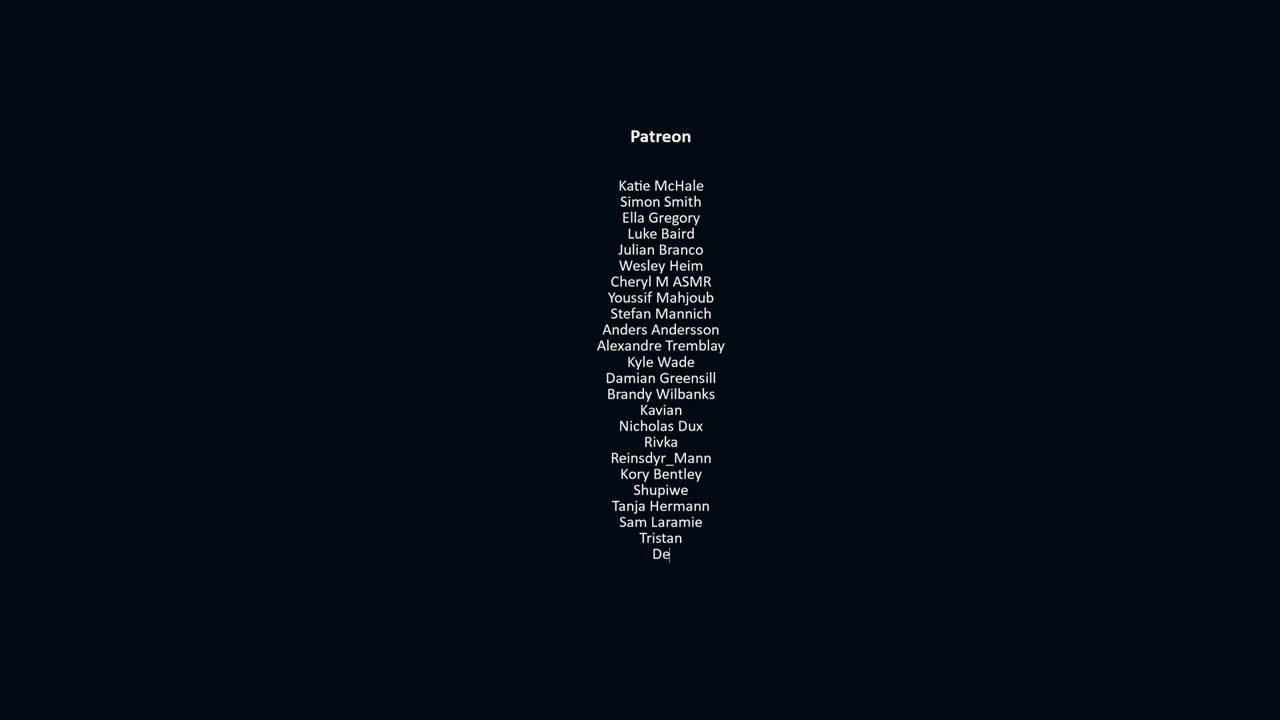 Patreon
Katie McHale
Simon Smith
Ella Gregory
Luke Baird
Julian Branco
Wesley Heim
Cheryl M ASMR
Youssif Mahjoub
Stefan Mannich
Anders Andersson
Alexandre Tremblay
Kyle Wade
Damian Greensill
Brandy Wilbanks
Kavian
Nicholas Dux
Rivka
Reinsdyr_Mann
Kory Bentley
Shupiwe
Tanja Hermann
Sam Laramie
Tristan
De